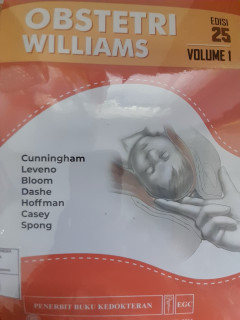 OBSTETRI
WILLIAMS
EDISI
25
VOLUME 1
Cunningham
Leveno
Bloom
Dashe
Hoffman
Casey
Spong
PENERBIT BUKU KEDOKTERAN
EGC